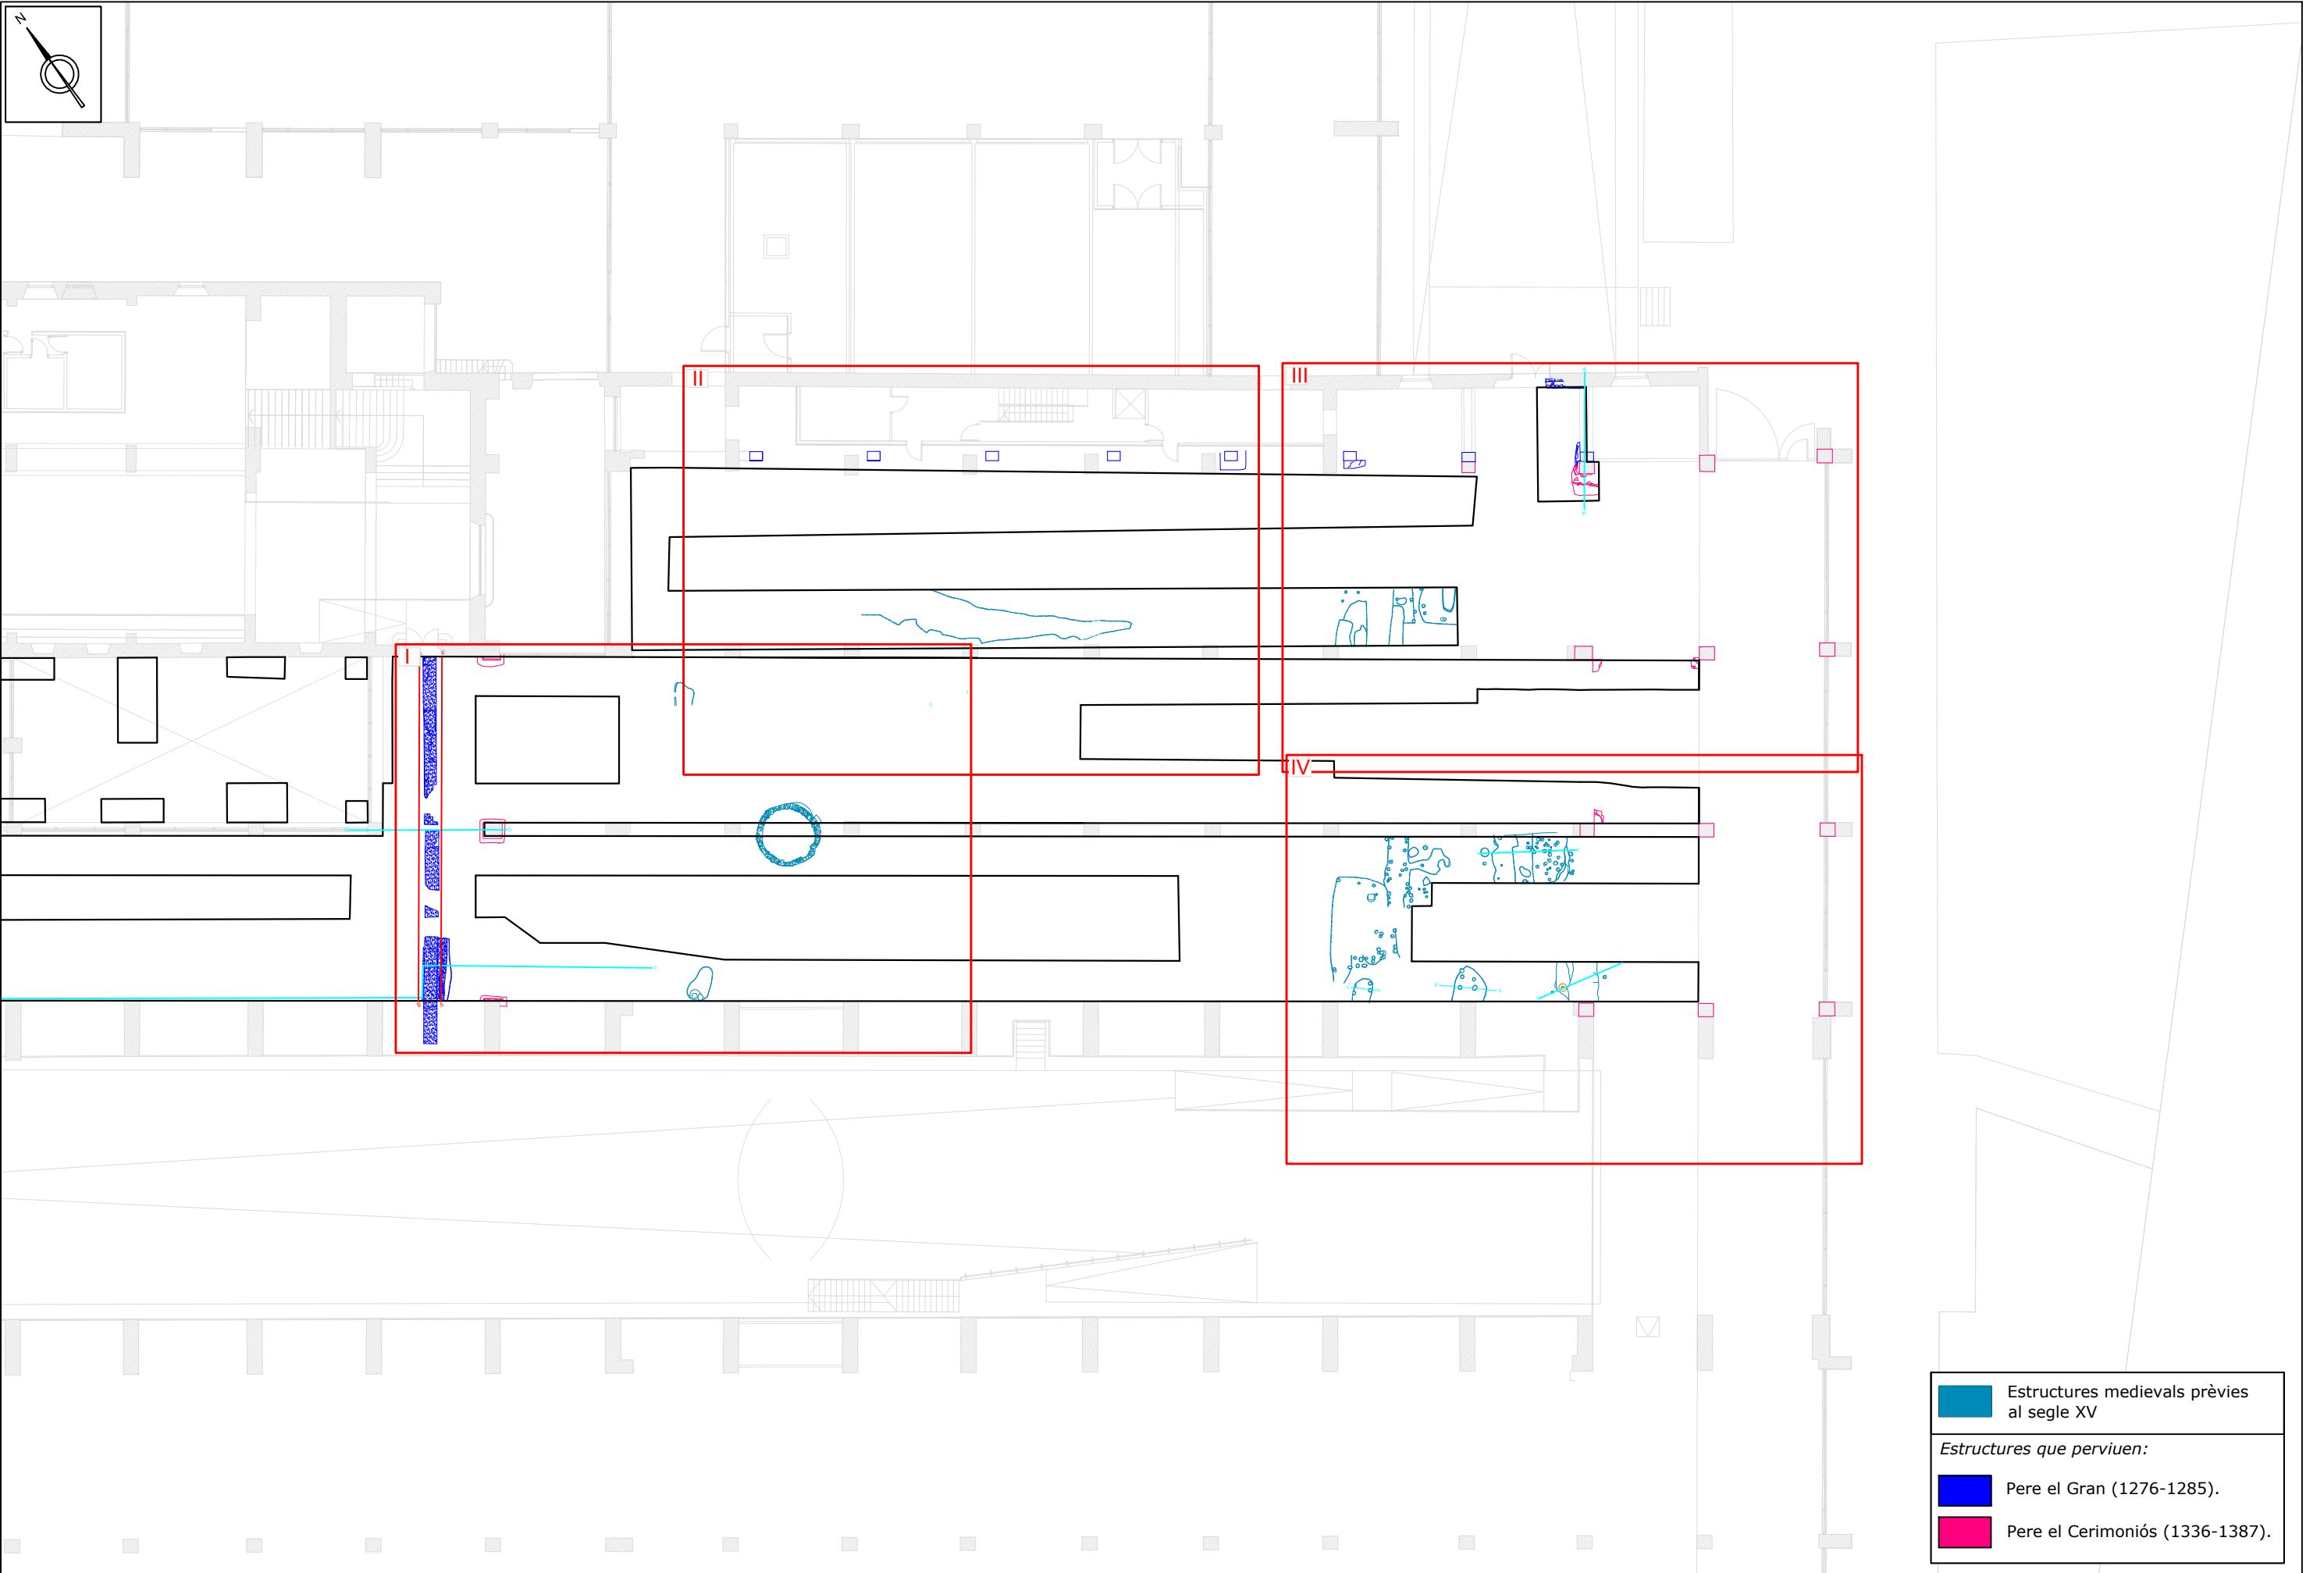 N
II
III
I
IV
Estructures medievals prèvies
al segle XV
Estructures que perviuen:
Pere el Gran (1276-1285).
Pere el Cerimoniós (1336-1387).